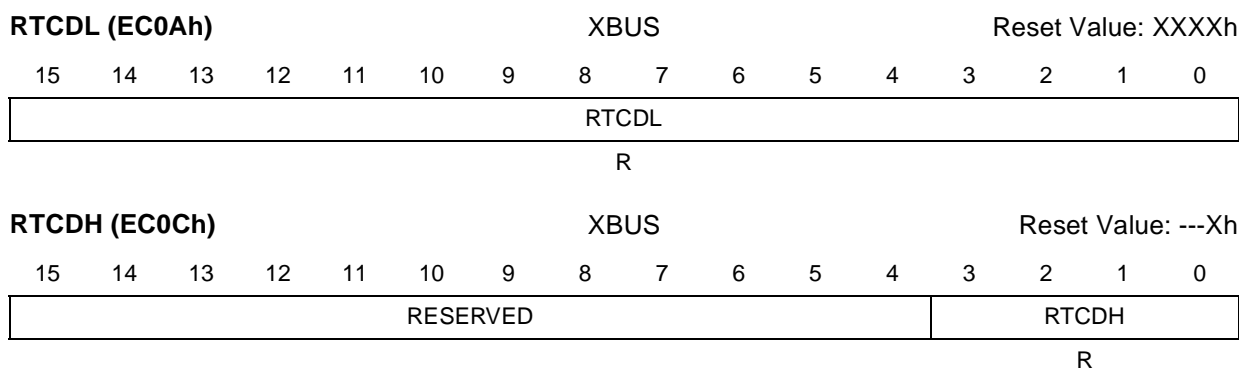 RTCDL (EC0Ah) XBUS Reset Value: XXXXh
15 14 13 12 11 10 9 8 7 6 5 4 3 2 1 0
RTCDL
R
RTCDH (EC0Ch) XBUS Reset Value: ---Xh
15 14 13 12 11 10 9 8 7 6 5 4 3 2 1 0
RESERVED RTCDH
R